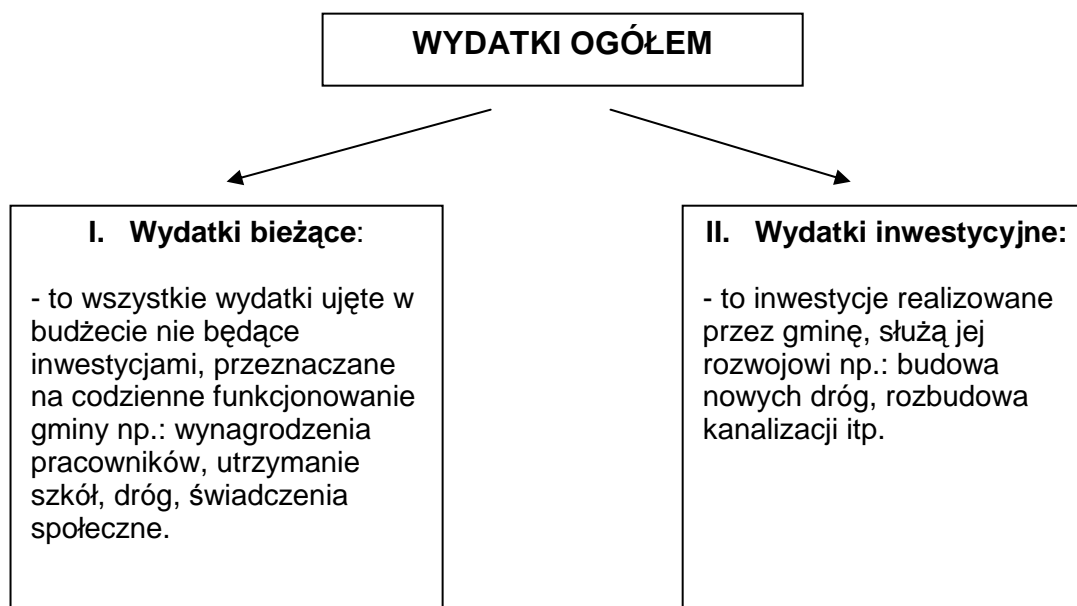 WYDATKI OGÓŁEM
I. Wydatki bieżące:
- to wszystkie wydatki ujęte w
budżecie nie będące
inwestycjami, przeznaczane
na codzienne funkcjonowanie
gminy np.: wynagrodzenia
pracowników, utrzymanie
szkół, dróg, świadczenia
społeczne.
II. Wydatki inwestycyjne:
- to inwestycje realizowane
przez gminę, służą jej
rozwojowi np.: budowa
nowych dróg, rozbudowa
kanalizacji itp.